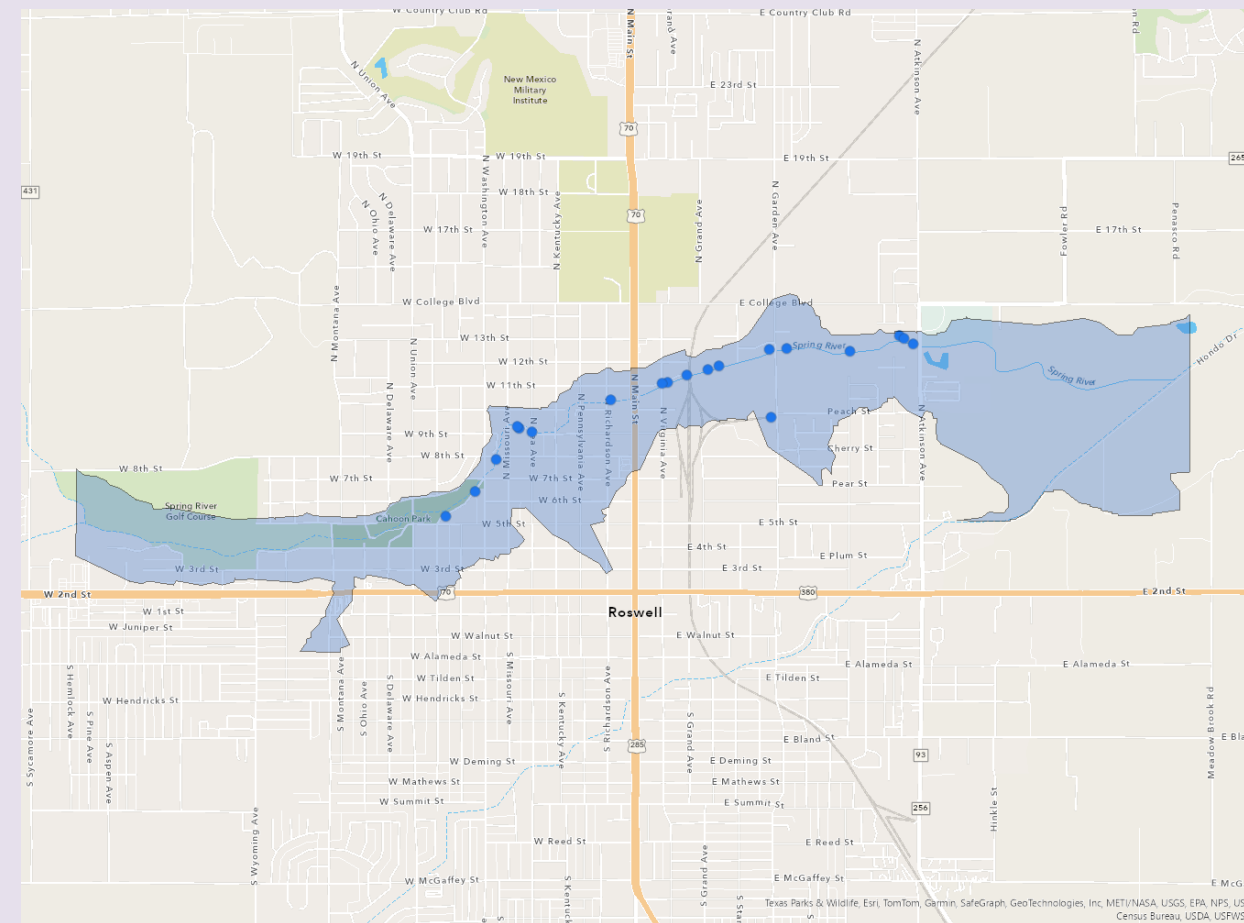 W Country Club Rd
E Country Club Rd
N Main St
N Atkinson Ave
N Union Ave
New Mexico
Military
Institute
E 23rd St
70
W 19th St
W 19th St
E 19th St
265
431
N Washington Ave
W 18th St
N Kentucky Ave
N Delaware Ave
N Ohio Ave
70
N Grand Ave
N Garden Ave
Fowler Rd
Penasco Rd
W 17th St
E 17th St
W College Blvd
E College Blvd
N Montana Ave
W 13th St
Spring River
Hondo Dr
N Union Ave
W 12th St
Spring River
W 11th St
N Main St
N Delaware Ave
N Pennsylvania Ave
N Richardson Ave
N Virginia Ave
Peach St
N Missouri Ave
W 9th St
N Atkinson Ave
W 8th St
Cherry St
W 8th St
W 7th St
W 7th St
Pear St
W 6th St
Spring River
Golf Course
Cahoon Park
W 5th St
E 5th St
E 4th St
E Plum St
W 3rd St
W 3rd St
E 3rd St
W 2nd St
70
380
E 2nd St
W 1st St
Roswell
W Juniper St
W Walnut St
E Walnut St
W Alameda St
E Alameda St
E Alameda St
S Hemlock Ave
S Montana Ave
W Tilden St
E Tilden St
S Missouri Ave
S Richardson Ave
S Ohio Ave
S Delaware Ave
W Hendricks St
W Hendricks St
S Kentucky Ave
S Grand Ave
Meadow Brook Rd
S Sycamore Ave
S Pine Ave
S Aspen Ave
285
E Bland St
93
W Deming St
E Deming St
W Mathews St
E Mathews St
W Summit St
E Summit St
256
Hinkle St
S Wyoming Ave
W Reed St
E Reed St
S Grand Ave
W McGaffey St
E McGaffey St
Texas Parks & Wildlife, Esri, TomTom, Garmin, SafeGraph, GeoTechnologies, Inc, METI/NASA, USGS, EPA, NPS, US
Census Bureau, USDA, USFWS